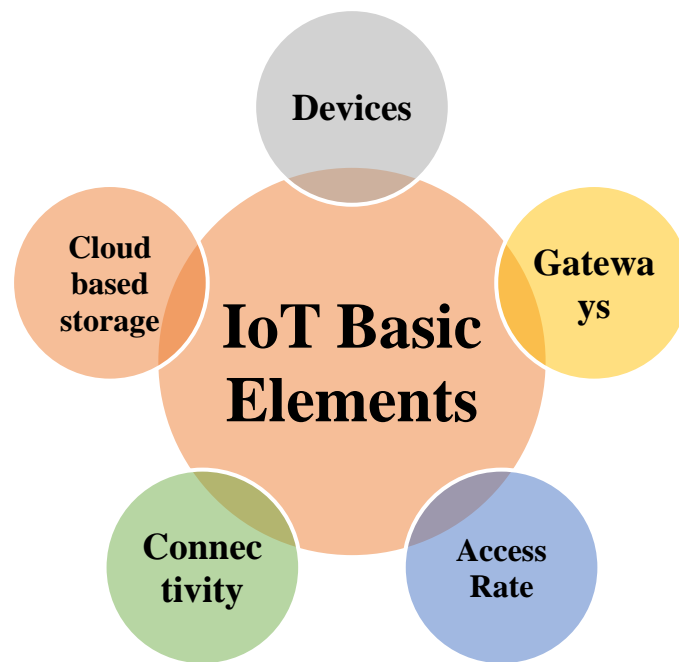 Devices
Gatewa
ys
Cloud
based
storage
IoT Basic
Elements
Connec
tivity
Access
Rate